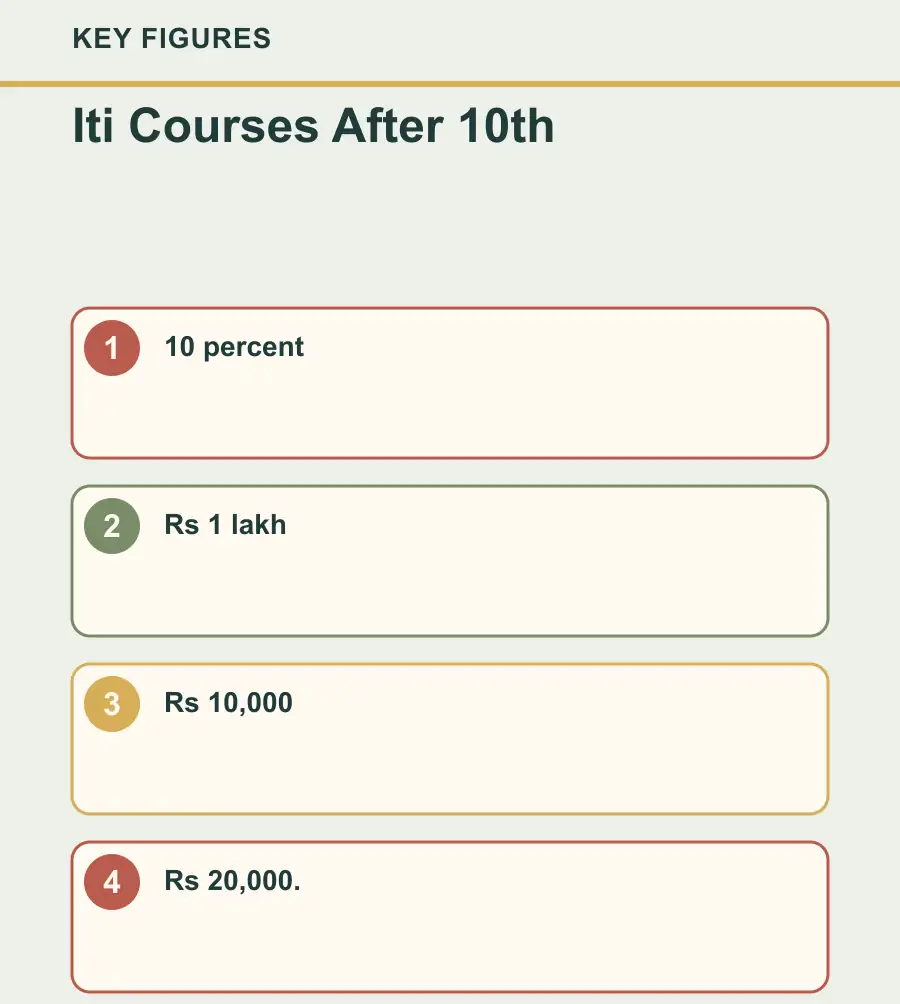 KEY FIGURES
Iti Courses After 10th
1
10 percent
2
Rs 1 lakh
3
Rs 10,000
4
Rs 20,000.